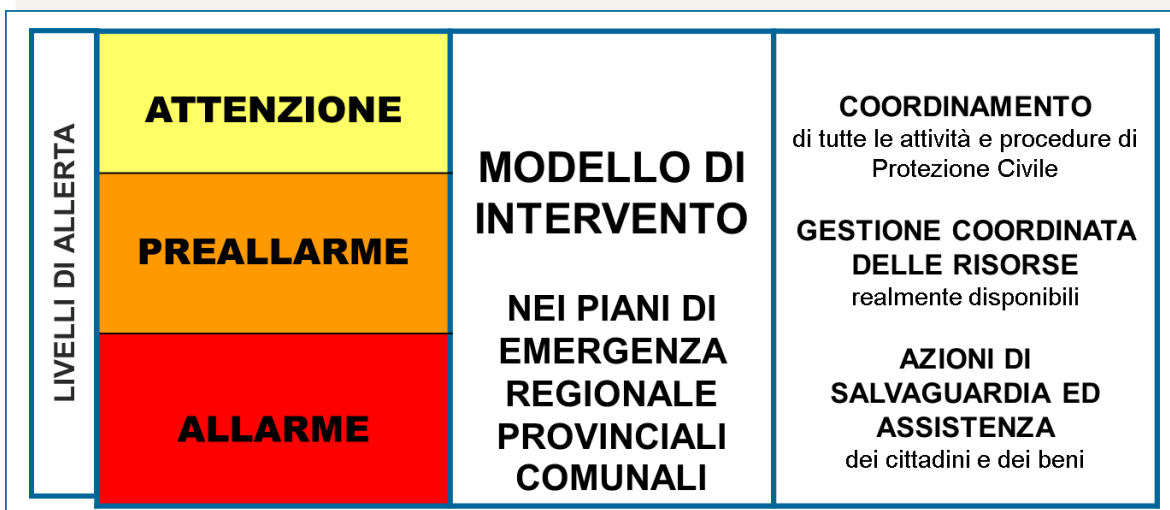 LIVELLI DI ALLERTA
ATTENZIONE
PREALLARME
ALLARME
MODELLO DI
INTERVENTO
NEI PIANI DI
EMERGENZA
REGIONALE
PROVINCIALI
COMUNALI
COORDINAMENTO
di tutte le attività e procedure di
Protezione Civile
GESTIONE COORDINATA
DELLE RISORSE
realmente disponibili
AZIONI DI
SALVAGUARDIA ED
ASSISTENZA
dei cittadini e dei beni